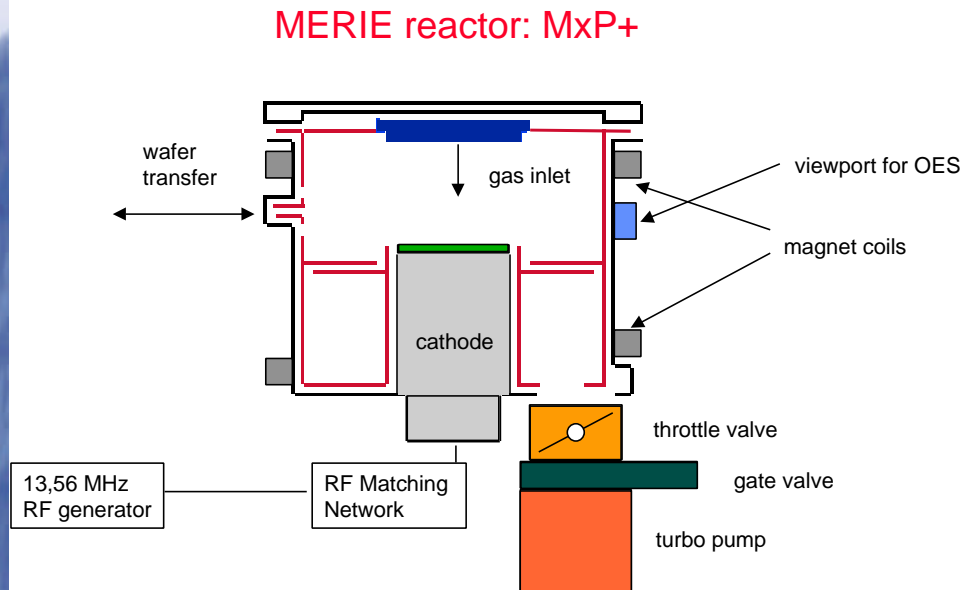 MERIE reactor: MxP+
wafer
transfer
gas inlet
viewport for OES
magnet coils
cathode
throttle valve
13,56 MHz
RF generator
RF Matching
Network
gate valve
turbo pump